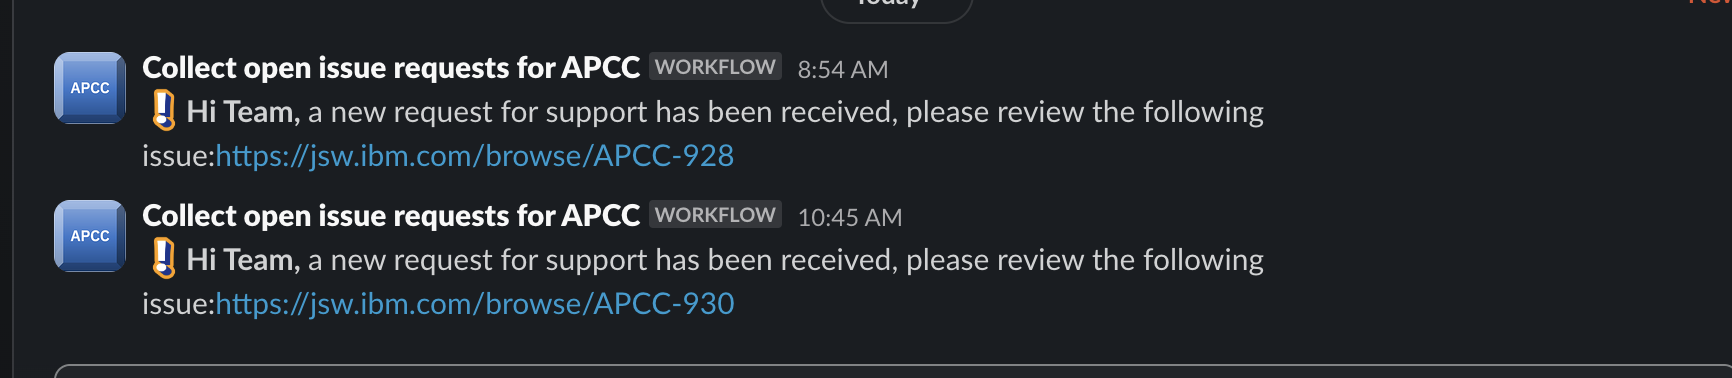 Today
New
APCC
Collect open issue requests for APCC WORKFLOW 8:54 AM
Hi Team, a new request for support has been received, please review the following
issue:https://jsw.ibm.com/browse/APCC-928
APCC
Collect open issue requests for APCC WORKFLOW 10:45 AM
Hi Team, a new request for support has been received, please review the following
issue:https://jsw.ibm.com/browse/APCC-930